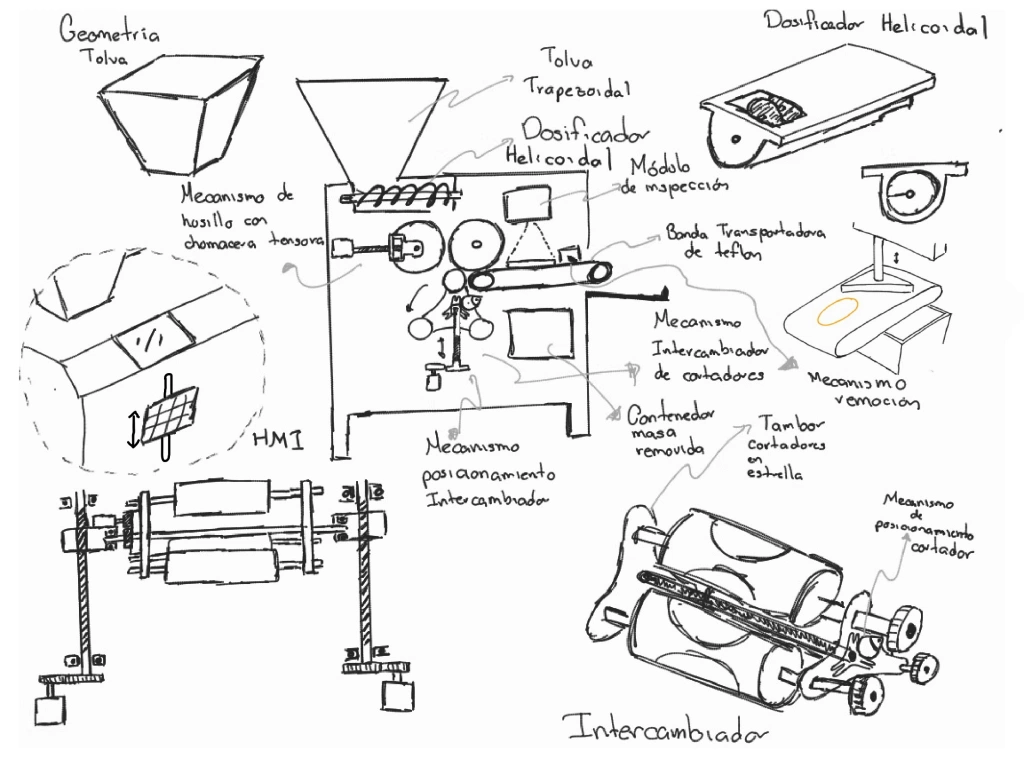 Geometria
Tolva
Tolva
Trapezoidal
Dosificador Helicoidal
Dosificador
Helicoidal
Mecanismo de
husillo con
chomacera tensora
Módulo
de inspección
Banda Transportadora
de teflon
Mecanismo
Intercambiador
de cortadores
Mecanismo
remoción
HMI
Mecanismo
posicionamiento
Intercambiador
Contenedor
masa
removida
Tambor
cortadores
en
estrella
Mecanismo
de
posicionamiento
cortador
Intercambiador